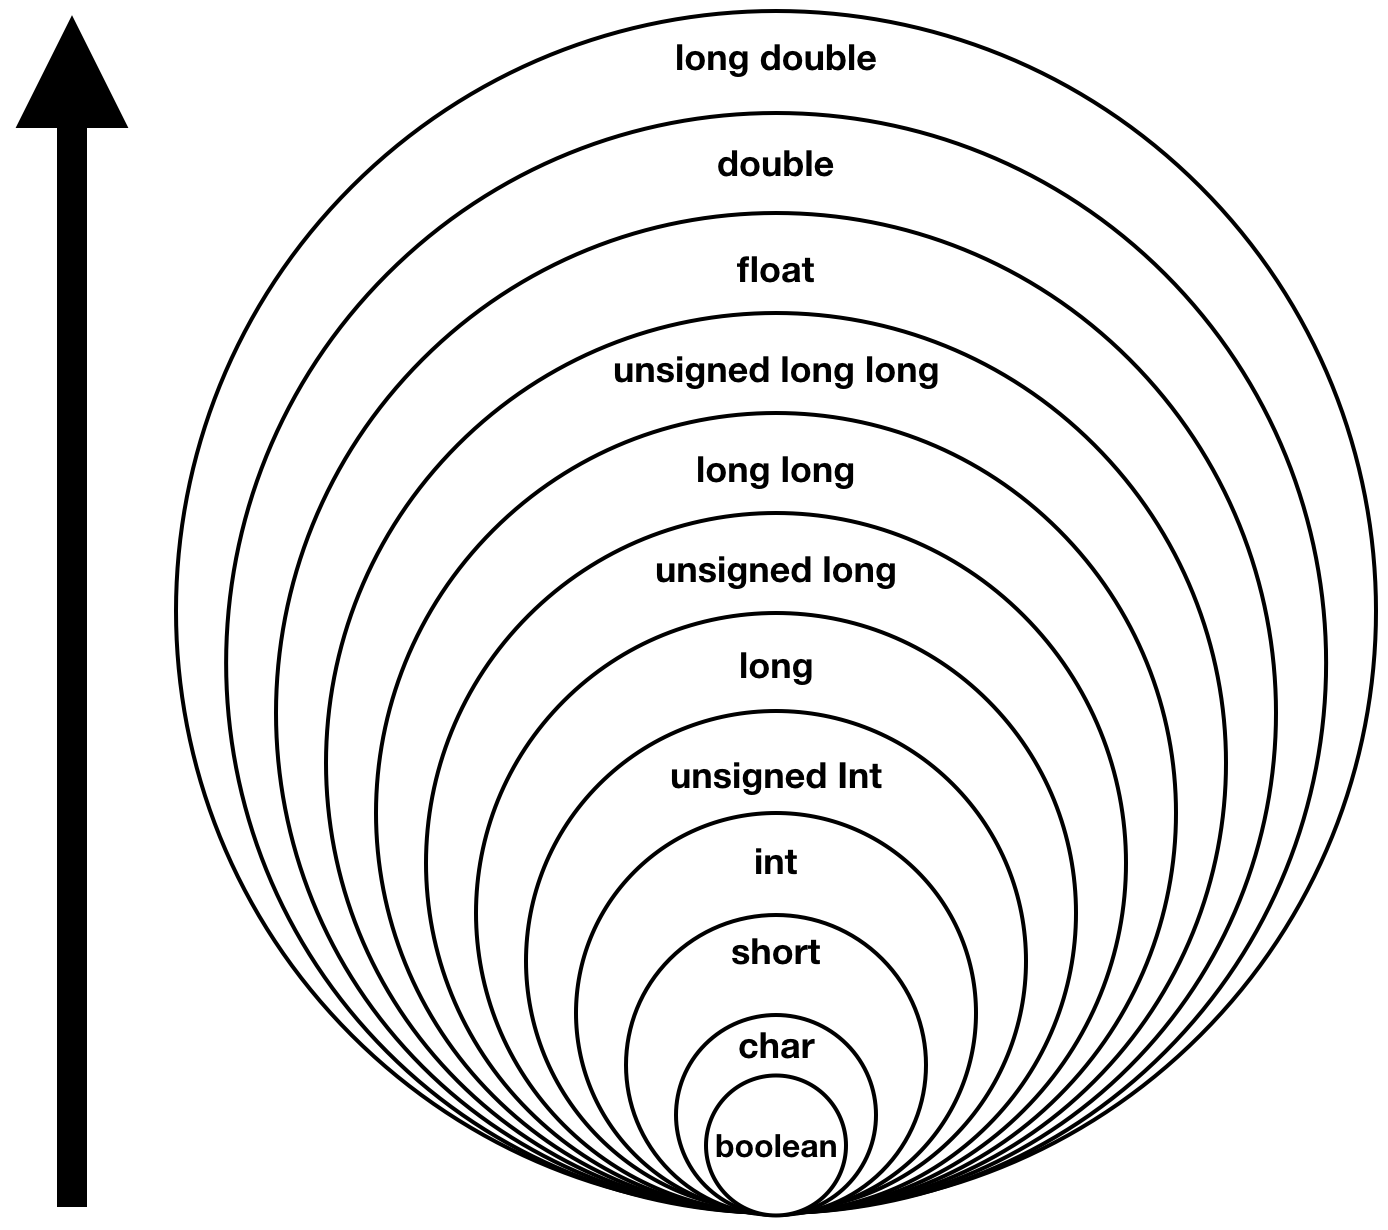 long double
double
float
unsigned long long
long long
unsigned long
long
unsigned Int
int
short
char
boolean